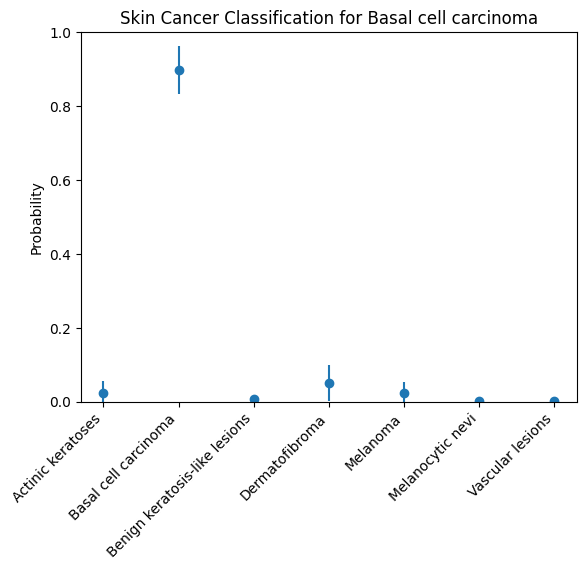 Skin Cancer Classification for Basal cell carcinoma
1.0
0.8
0.6
0.4
0.2
0.0
Probability
Actinic keratoses
Basal cell carcinoma
Benign keratosis-like lesions
Dermatofibroma
Melanoma
Melanocytic nevi
Vascular lesions